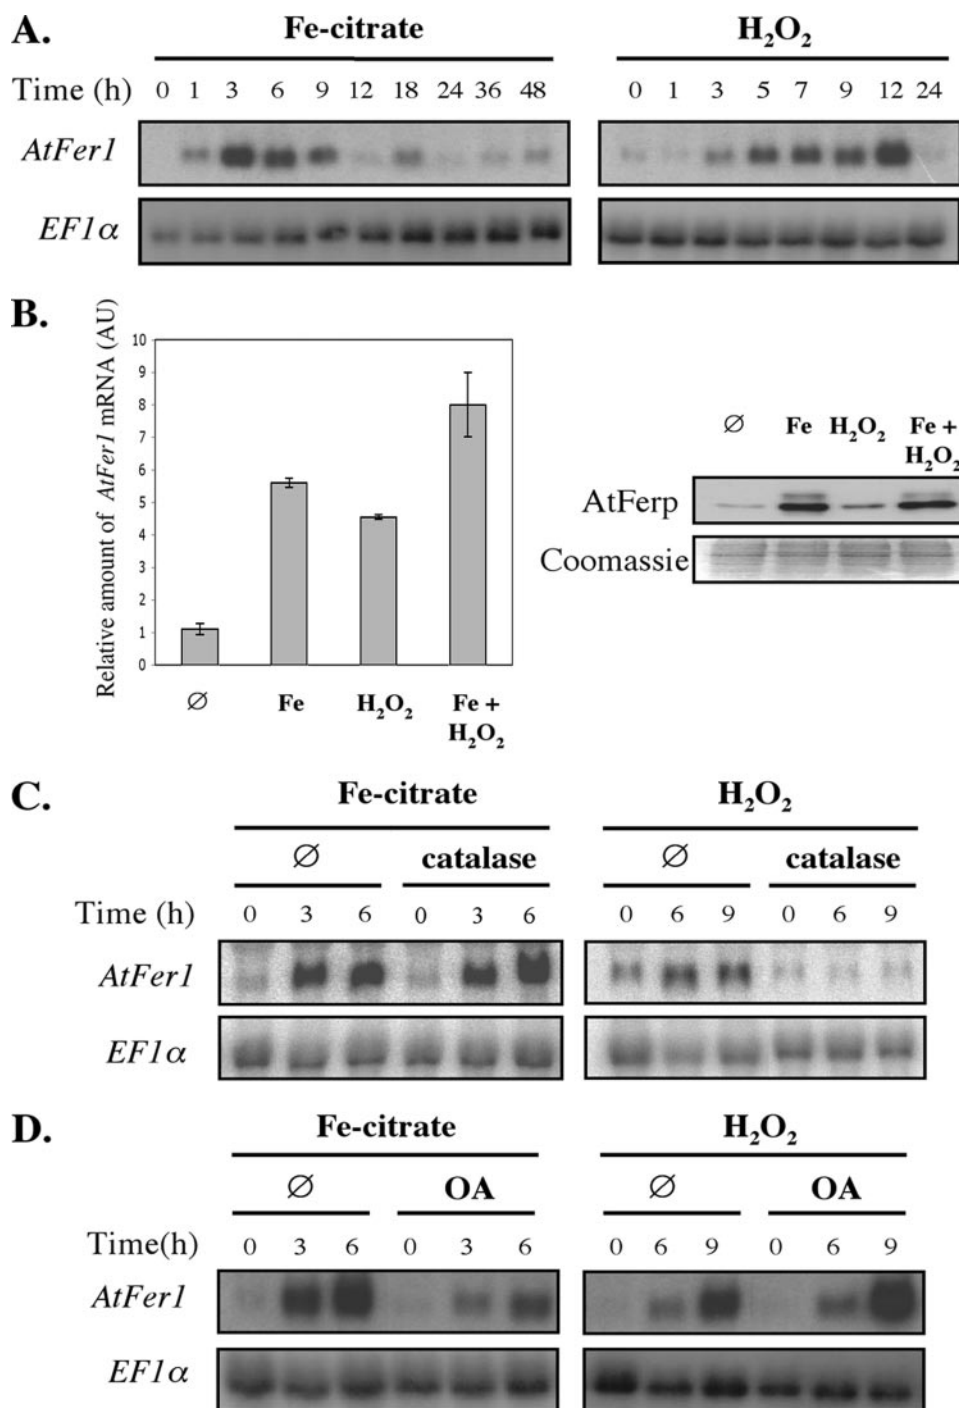 A.
Fe-citrate
H₂O₂
Time (h) 0 1 3 6 9 12 18 24 36 48
0 1 3 5 7 9 12 24
AtFer1
EF1α
B.
Relative amount of AtFer1 mRNA (AU)
10
9
8
7
6
5
4
3
2
1
0
∅ Fe H₂O₂ Fe + H₂O₂
∅ Fe H₂O₂ Fe + H₂O₂
AtFerp
Coomassie
C.
Fe-citrate
H₂O₂
∅ catalase
∅ catalase
Time (h) 0 3 6 0 3 6
0 6 9 0 6 9
AtFer1
EF1α
D.
Fe-citrate
H₂O₂
∅ OA
∅ OA
Time(h) 0 3 6 0 3 6
0 6 9 0 6 9
AtFer1
EF1α